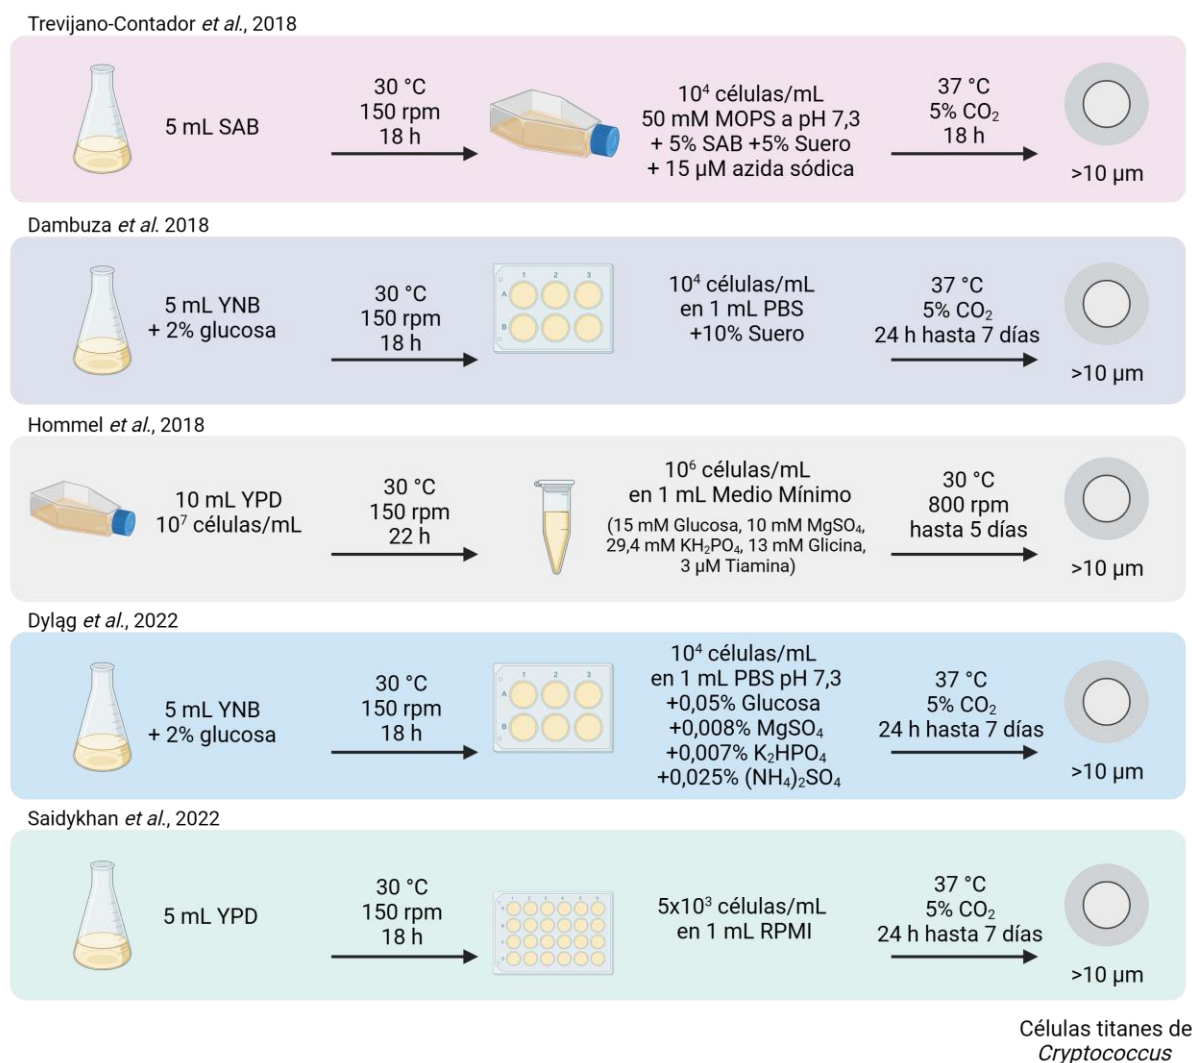 Trevijano-Contador et al., 2018
5 mL SAB
30 °C
150 rpm
18 h
10⁴ células/mL
50 mM MOPS a pH 7,3
+ 5% SAB +5% Suero
+ 15 µM azida sódica
37 °C
5% CO₂
18 h
>10 µm
Dambuza et al. 2018
5 mL YNB
+ 2% glucosa
30 °C
150 rpm
18 h
1 2 3
A
B
10⁴ células/mL
en 1 mL PBS
+10% Suero
37 °C
5% CO₂
24 h hasta 7 días
>10 µm
Hommel et al., 2018
10 mL YPD
10⁷ células/mL
30 °C
150 rpm
22 h
10⁶ células/mL
en 1 mL Medio Mínimo
(15 mM Glucosa, 10 mM MgSO₄,
29,4 mM KH₂PO₄, 13 mM Glicina,
3 µM Tiamina)
30 °C
800 rpm
hasta 5 días
>10 µm
Dyląg et al., 2022
5 mL YNB
+ 2% glucosa
30 °C
150 rpm
18 h
1 2 3
A
B
10⁴ células/mL
en 1 mL PBS pH 7,3
+0,05% Glucosa
+0,008% MgSO₄
+0,007% K₂HPO₄
+0,025% (NH₄)₂SO₄
37 °C
5% CO₂
24 h hasta 7 días
>10 µm
Saidykhan et al., 2022
5 mL YPD
30 °C
150 rpm
18 h
5x10³ células/mL
en 1 mL RPMI
37 °C
5% CO₂
24 h hasta 7 días
>10 µm
Células titanes de
Cryptococcus